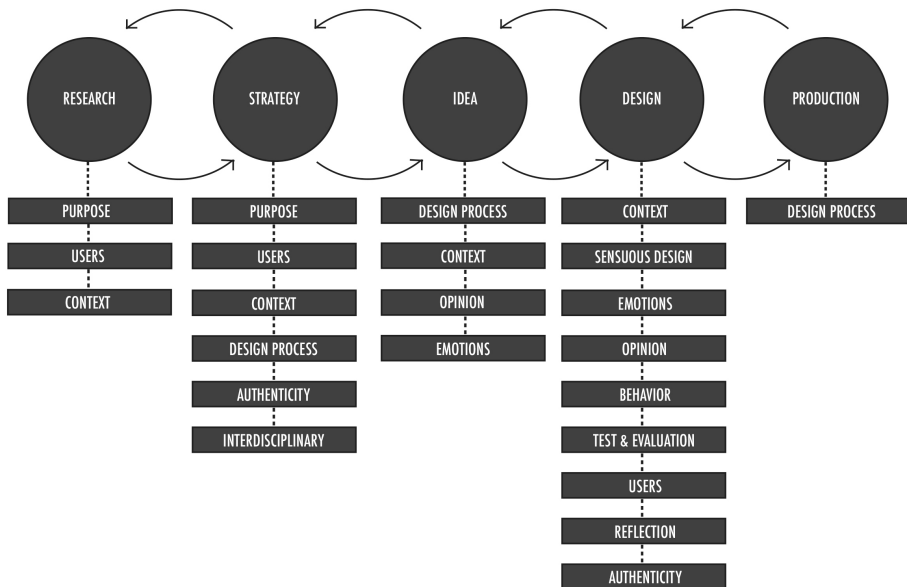 RESEARCH
STRATEGY
IDEA
DESIGN
PRODUCTION
PURPOSE
USERS
CONTEXT
PURPOSE
USERS
CONTEXT
DESIGN PROCESS
AUTHENTICITY
INTERDISCIPLINARY
DESIGN PROCESS
CONTEXT
OPINION
EMOTIONS
CONTEXT
SENSUOUS DESIGN
EMOTIONS
OPINION
BEHAVIOR
TEST & EVALUATION
USERS
REFLECTION
AUTHENTICITY
DESIGN PROCESS